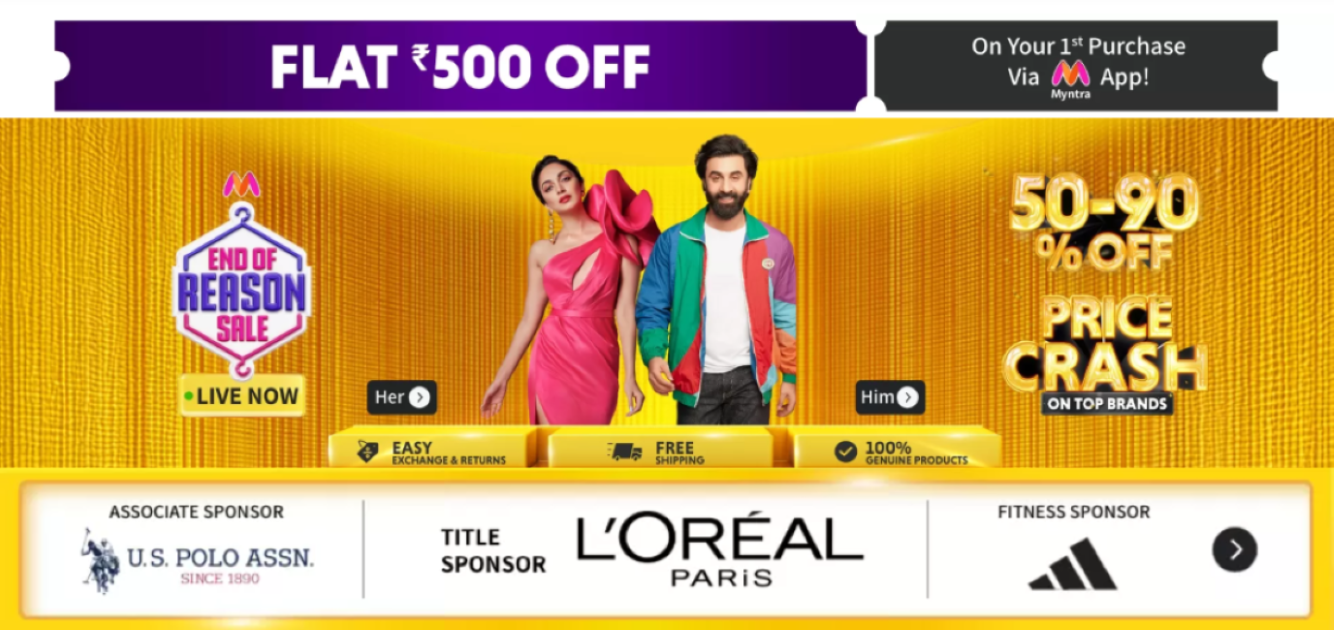 FLAT ₹500 OFF
On Your 1st Purchase
Via Myntra App!
END OF
REASON
SALE
LIVE NOW
Her
Him
50-90
% OFF
PRICE
CRASH
ON TOP BRANDS
EASY
EXCHANGE & RETURNS
FREE
SHIPPING
100%
GENUINE PRODUCTS
ASSOCIATE SPONSOR
U.S. POLO ASSN.
SINCE 1890
TITLE
SPONSOR
L'ORÉAL
PARiS
FITNESS SPONSOR